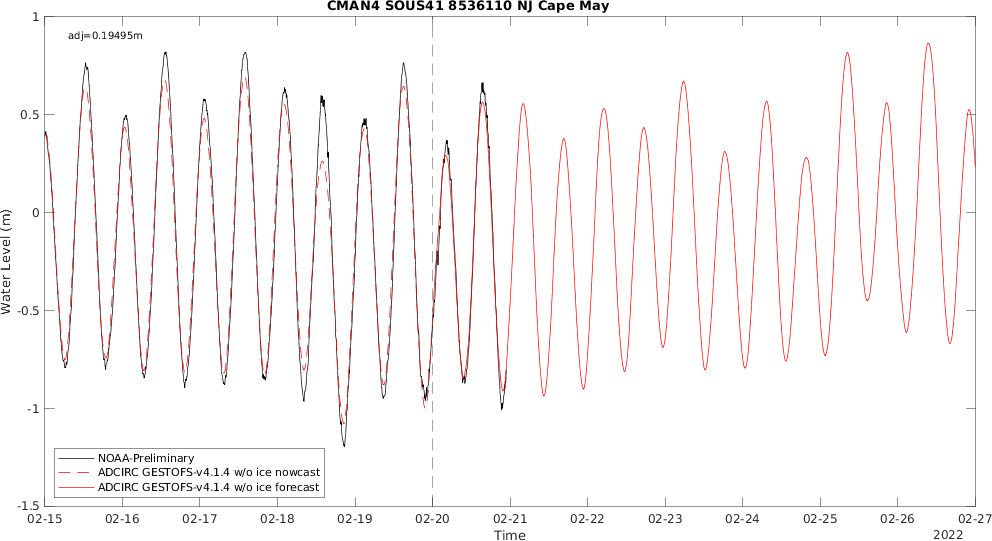 CMAN4 SOUS41 8536110 NJ Cape May
adj=0.19495m
1
0.5
0
-0.5
-1
-1.5
Water Level (m)
NOAA-Preliminary
ADCIRC GESTOFS-v4.1.4 w/o ice nowcast
ADCIRC GESTOFS-v4.1.4 w/o ice forecast
02-15 02-16 02-17 02-18 02-19 02-20 02-21 02-22 02-23 02-24 02-25 02-26 02-27
Time
2022